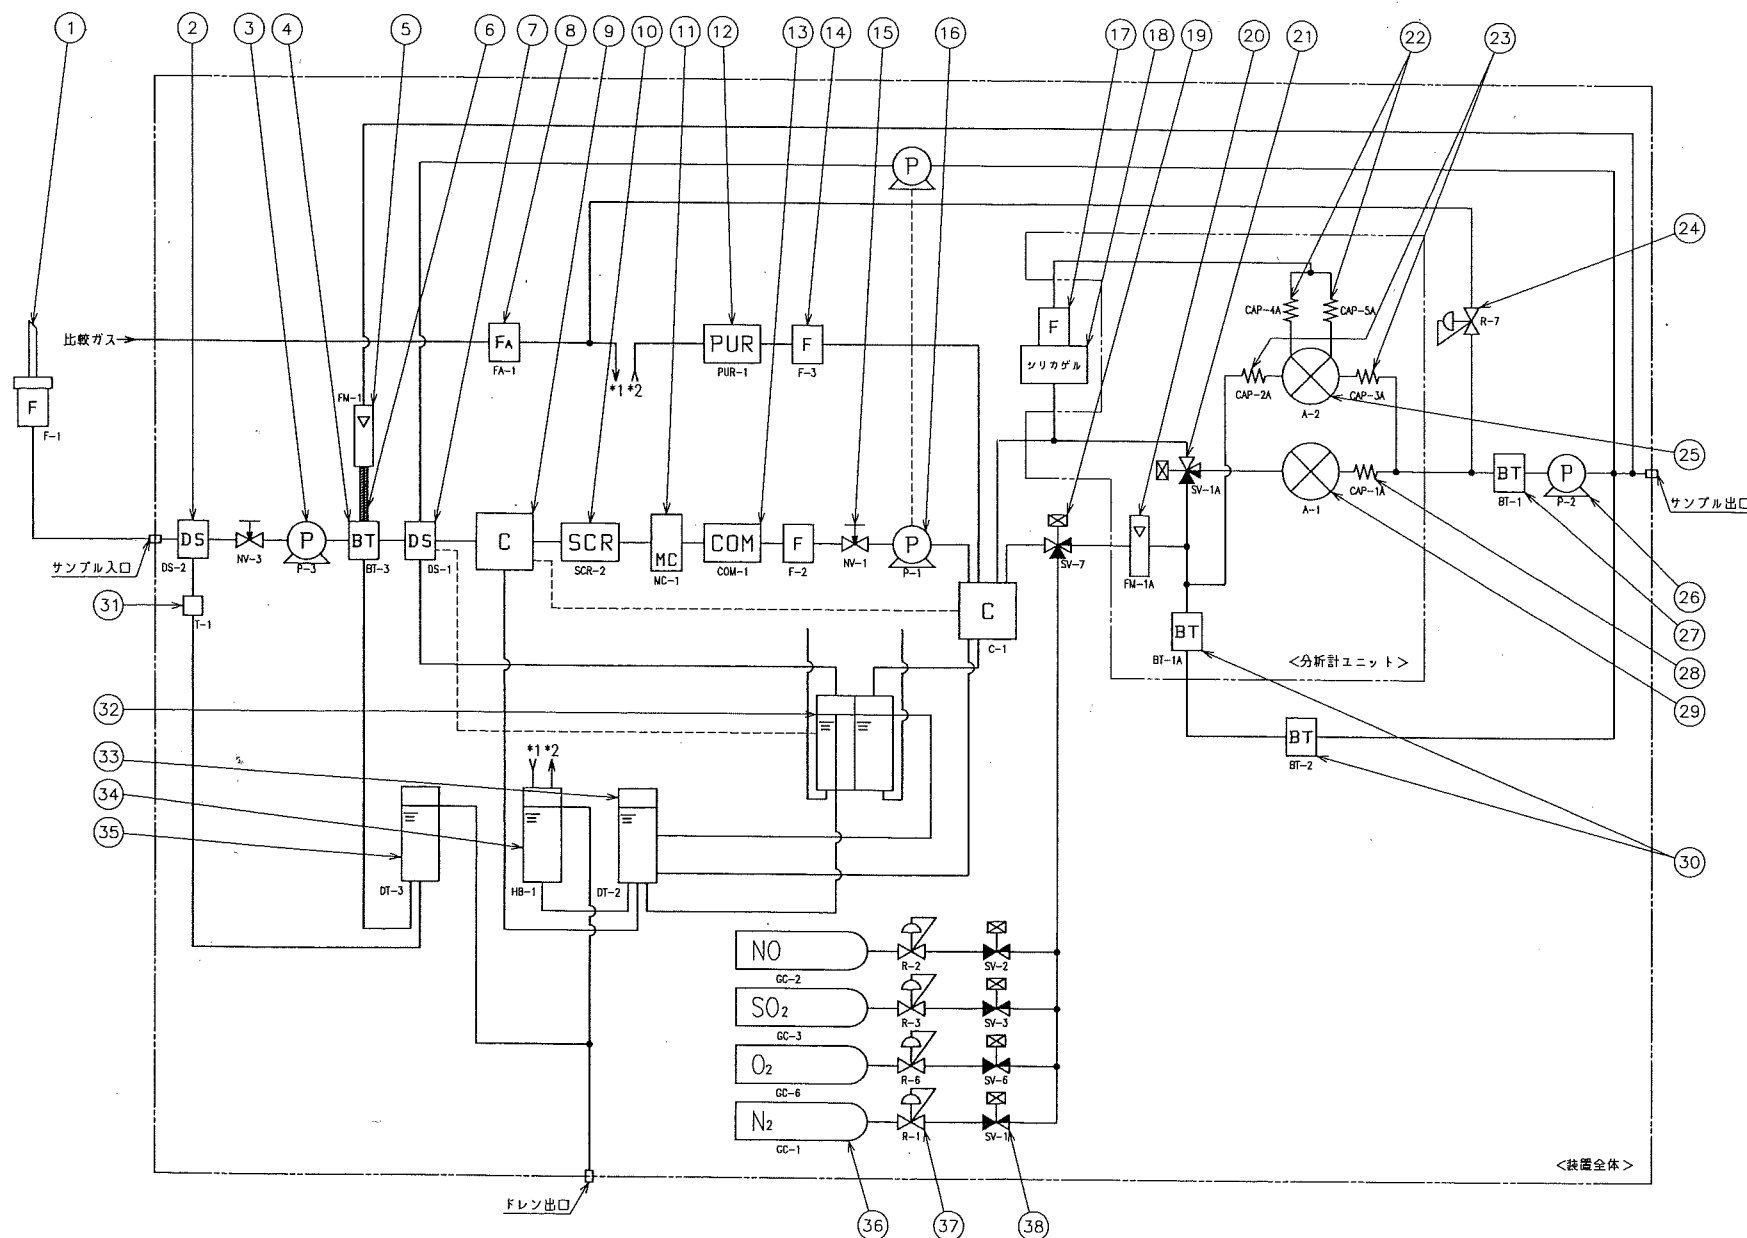 1
2
3
4
5
6
7
8
9
10
11
12
13
14
15
16
17
18
19
20
21
22
23
P
24
比較ガス
FA
FA-1
*1 *2
PUR
PUR-1
F
F-3
F
シリカゲル
CAP-4A
CAP-5A
R-7
CAP-2A
CAP-3A
A-2
F
F-1
FM-1
25
サンプル入口
DS
DS-2
NV-3
P
P-3
BT
BT-3
DS
DS-1
C
SCR
SCR-2
MC
MC-1
COM
COM-1
F
F-2
NV-1
P
P-1
C
C-1
SV-7
FM-1A
SV-1A
A-1
CAP-1A
BT
BT-1
P
P-2
サンプル出口
26
27
28
29
BT
BT-1A
<分析計ユニット>
BT
BT-2
30
31
T-1
32
33
34
35
*1 *2
DT-3
HB-1
DT-2
NO
GC-2
R-2
SV-2
SO2
GC-3
R-3
SV-3
O2
GC-6
R-6
SV-6
N2
GC-1
R-1
SV-1
<装置全体>
ドレン出口
36
37
38